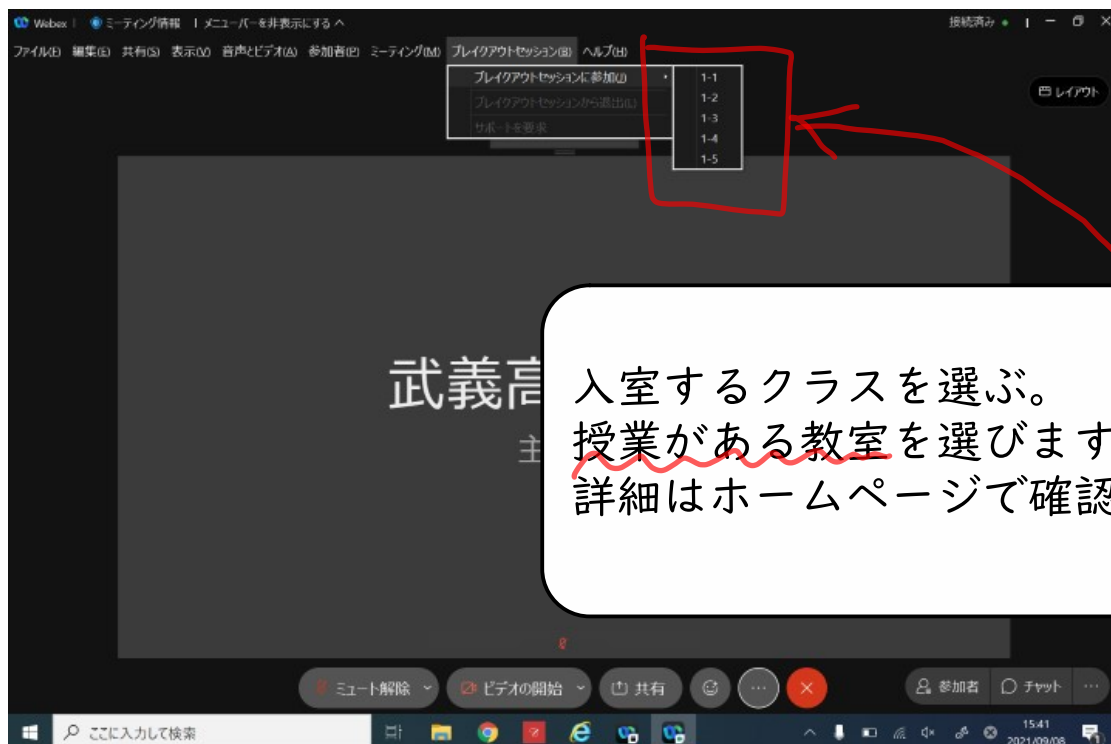 Webex
ミーティング情報
メニューバーを非表示にする
接続済み
ファイル(F) 編集(E) 共有(S) 表示(V) 音声とビデオ(A) 参加者(P) ミーティング(M) ブレイクアウトセッション(B) ヘルプ(H)
ブレイクアウトセッションに参加(J)
ブレイクアウトセッションから退出(L)
サポートを要求
1-1
1-2
1-3
1-4
1-5
レイアウト
武義高
主
入室するクラスを選ぶ。
授業がある教室を選びます
詳細はホームページで確認
ミュート解除
ビデオの開始
共有
参加者
チャット
ここに入力して検索
15:41
2021/09/08